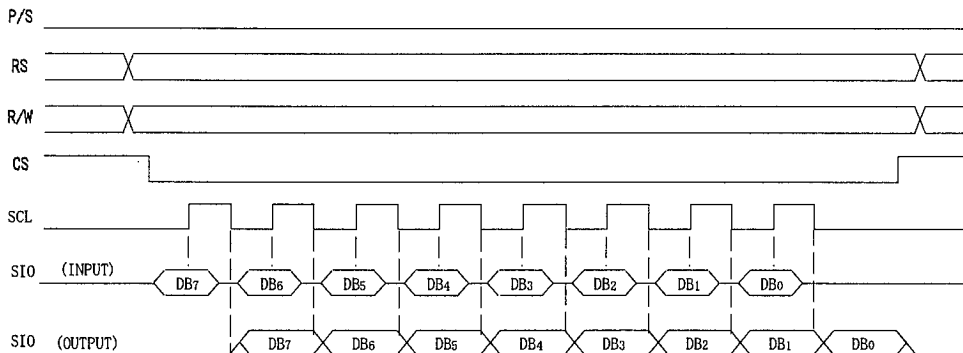 P/S
RS
R/W
CS
SCL
SIO (INPUT) DB7 DB6 DB5 DB4 DB3 DB2 DB1 DB0
SIO (OUTPUT) DB7 DB6 DB5 DB4 DB3 DB2 DB1 DB0